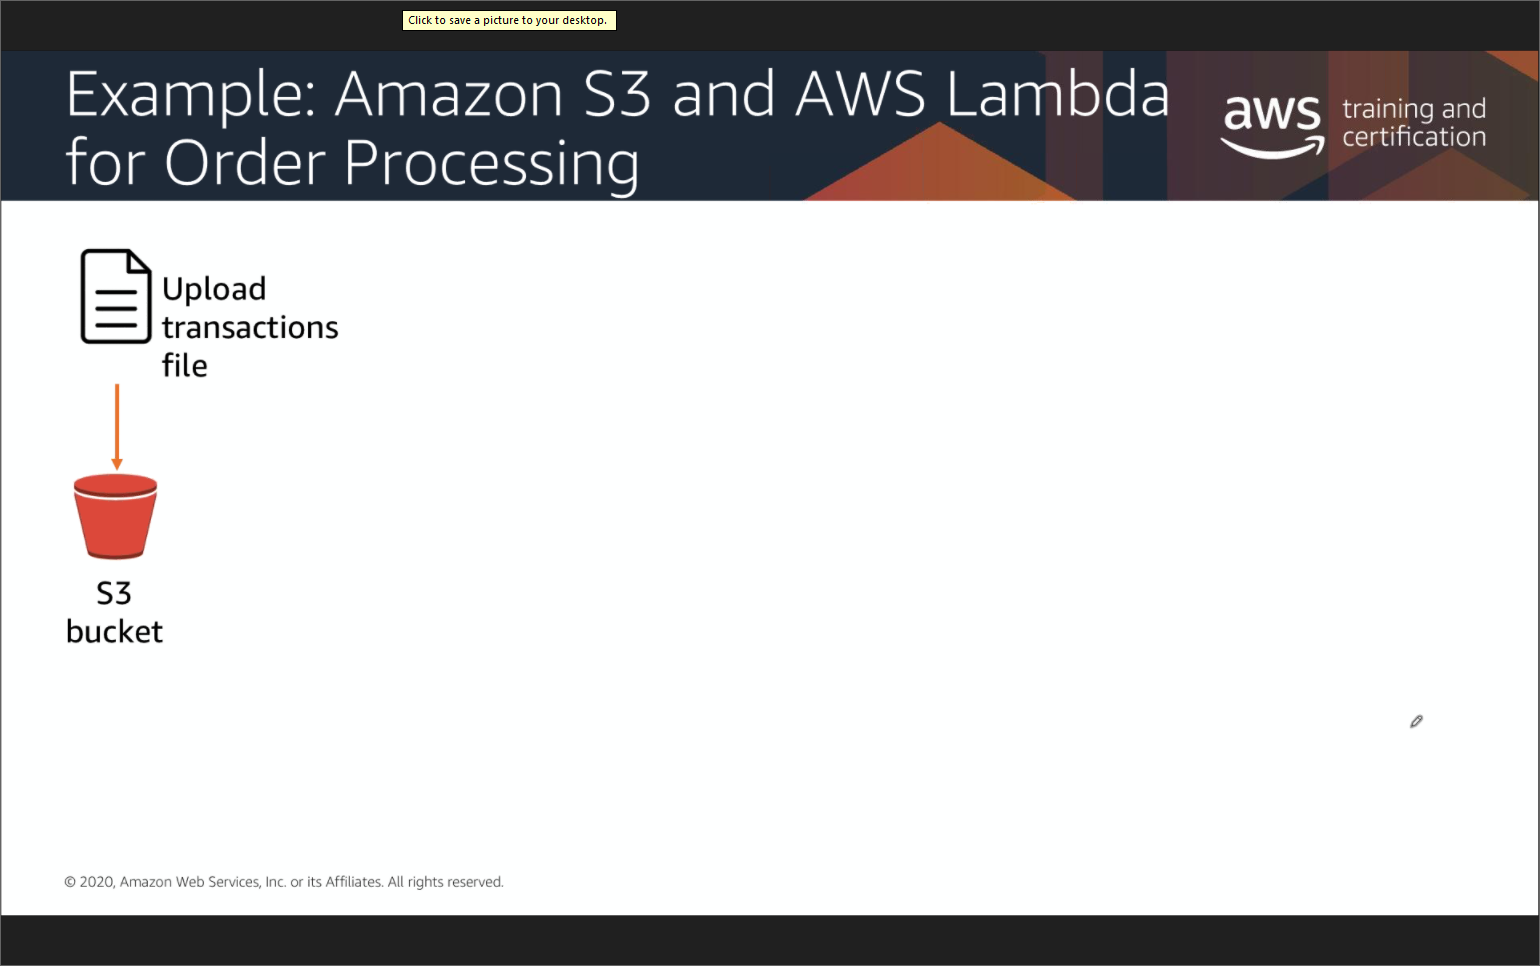 Click to save a picture to your desktop.
Example: Amazon S3 and AWS Lambda
for Order Processing
aws
training and
certification
Upload
transactions
file
S3
bucket
© 2020, Amazon Web Services, Inc. or its Affiliates. All rights reserved.